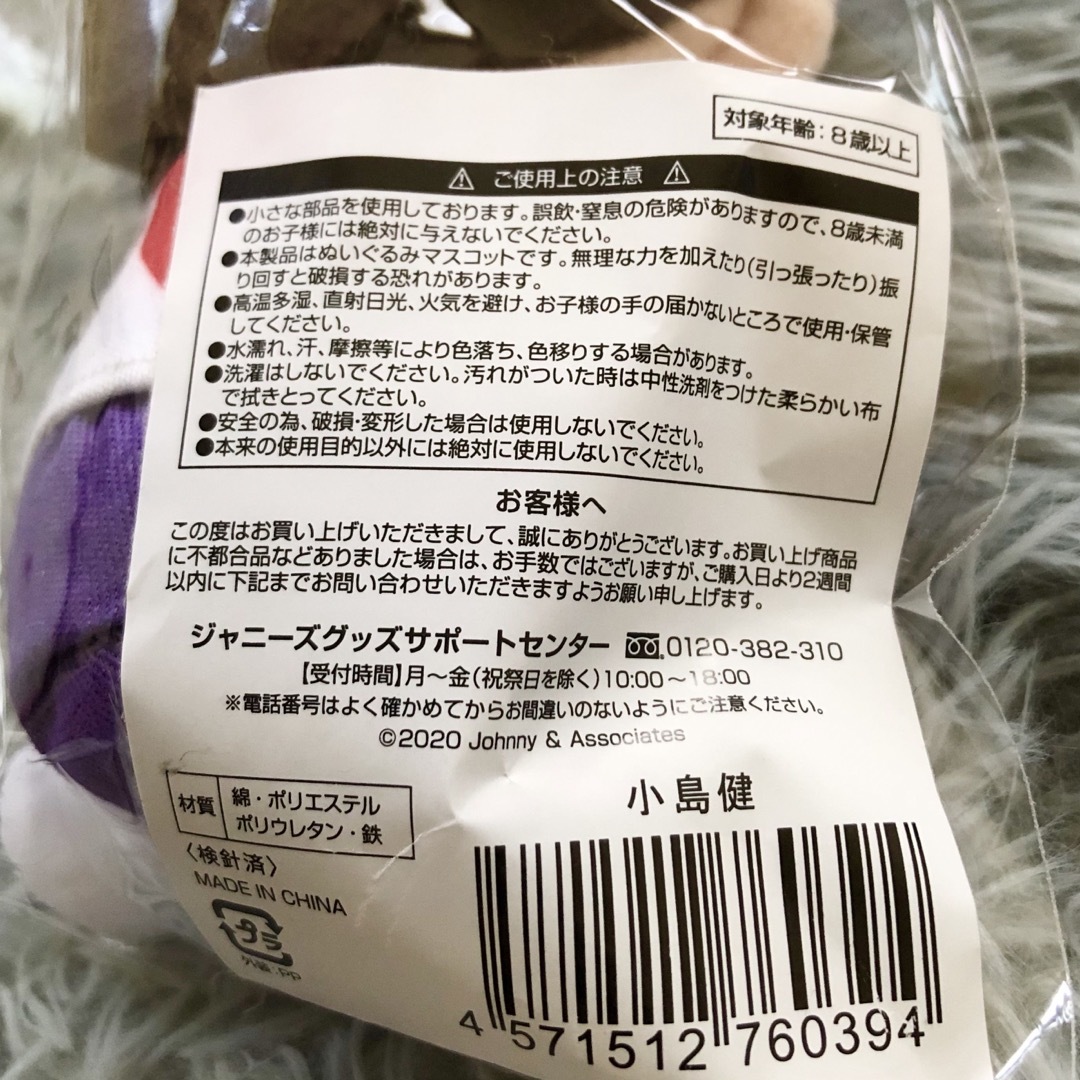 対象年齢：8歳以上
⚠ ご使用上の注意 ⚠
●小さな部品を使用しております。誤飲・窒息の危険がありますので、8歳未満
のお子様には絶対に与えないでください。
●本製品はぬいぐるみマスコットです。無理な力を加えたり(引っ張ったり)振
り回すと破損する恐れがあります。
●高温多湿、直射日光、火気を避け、お子様の手の届かないところで使用・保管
してください。
●水濡れ、汗、摩擦等により色落ち、色移りする場合があります。
●洗濯はしないでください。汚れがついた時は中性洗剤をつけた柔らかい布
で拭きとってください。
●安全の為、破損・変形した場合は使用しないでください。
●本来の使用目的以外には絶対に使用しないでください。
お客様へ
この度はお買い上げいただきまして、誠にありがとうございます。お買い上げ商品
に不都合品などありました場合は、お手数ではございますが、ご購入日より2週間
以内に下記までお問い合わせいただきますようお願い申し上げます。
ジャニーズグッズサポートセンター 0120-382-310
【受付時間】月～金(祝祭日を除く)10:00～18:00
※電話番号はよく確かめてからお間違いのないようにご注意ください。
©2020 Johnny & Associates
小島健
材質 綿・ポリエステル
ポリウレタン・鉄
〈検針済〉
MADE IN CHINA
プラ
外装:PP
4 571512 760394